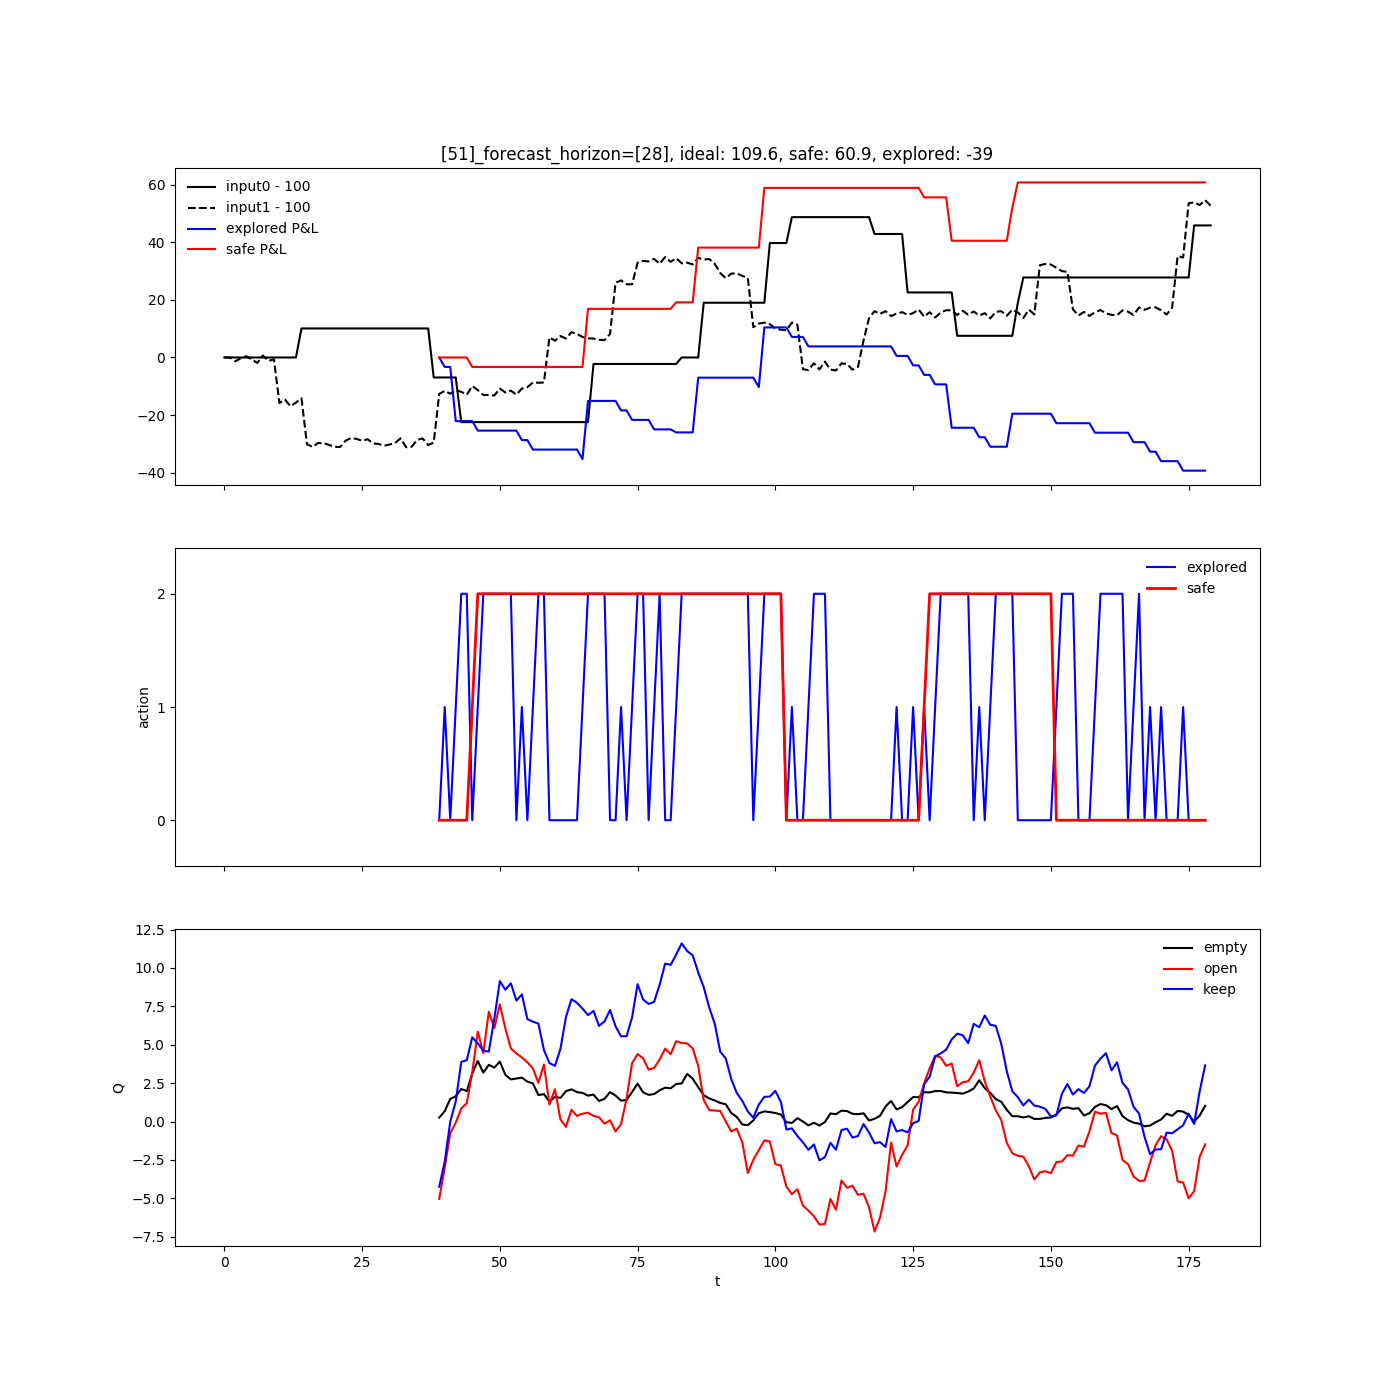 [51]_forecast_horizon=[28], ideal: 109.6, safe: 60.9, explored: -39
60
40
20
0
−20
−40
input0 - 100
input1 - 100
explored P&L
safe P&L
action
2
1
0
explored
safe
Q
12.5
10.0
7.5
5.0
2.5
0.0
−2.5
−5.0
−7.5
empty
open
keep
0 25 50 75 100 125 150 175
t